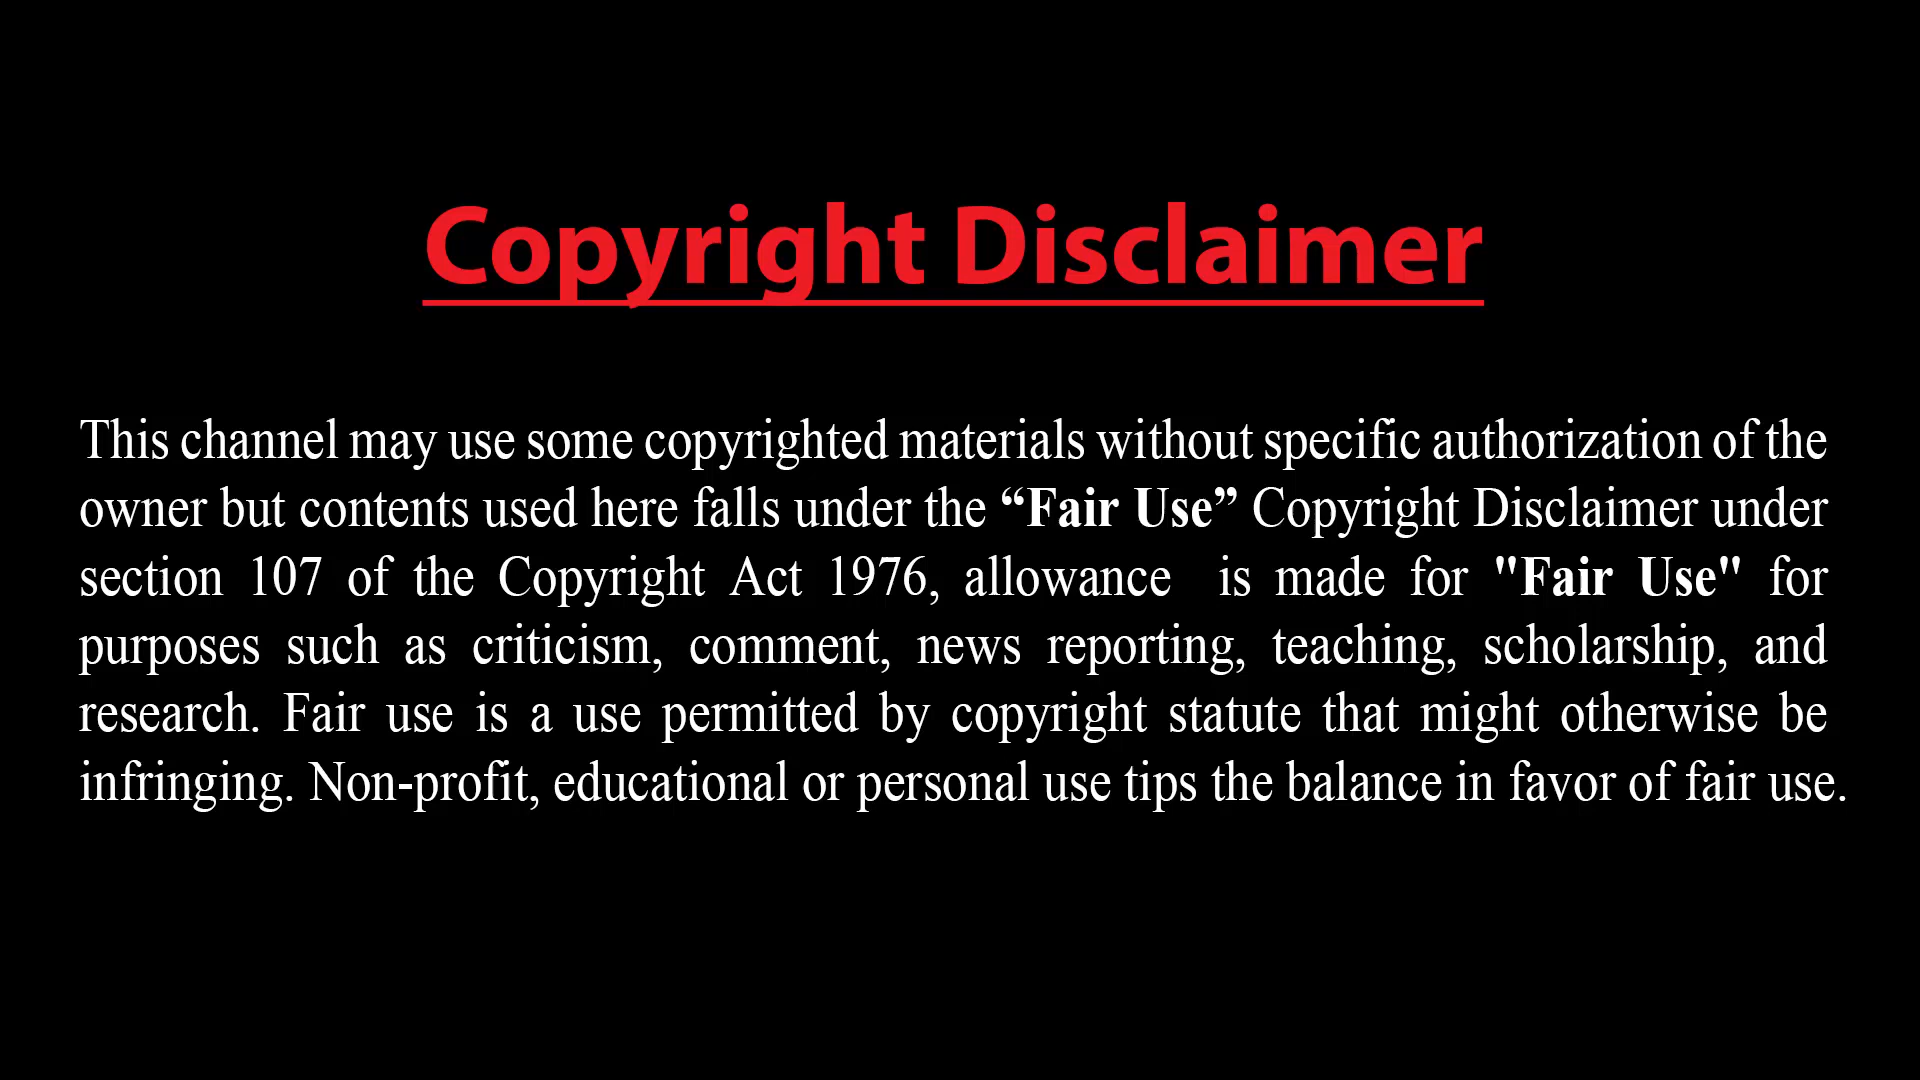 Copyright Disclaimer
This channel may use some copyrighted materials without specific authorization of the
owner but contents used here falls under the “Fair Use” Copyright Disclaimer under
section 107 of the Copyright Act 1976, allowance is made for "Fair Use" for
purposes such as criticism, comment, news reporting, teaching, scholarship, and
research. Fair use is a use permitted by copyright statute that might otherwise be
infringing. Non-profit, educational or personal use tips the balance in favor of fair use.